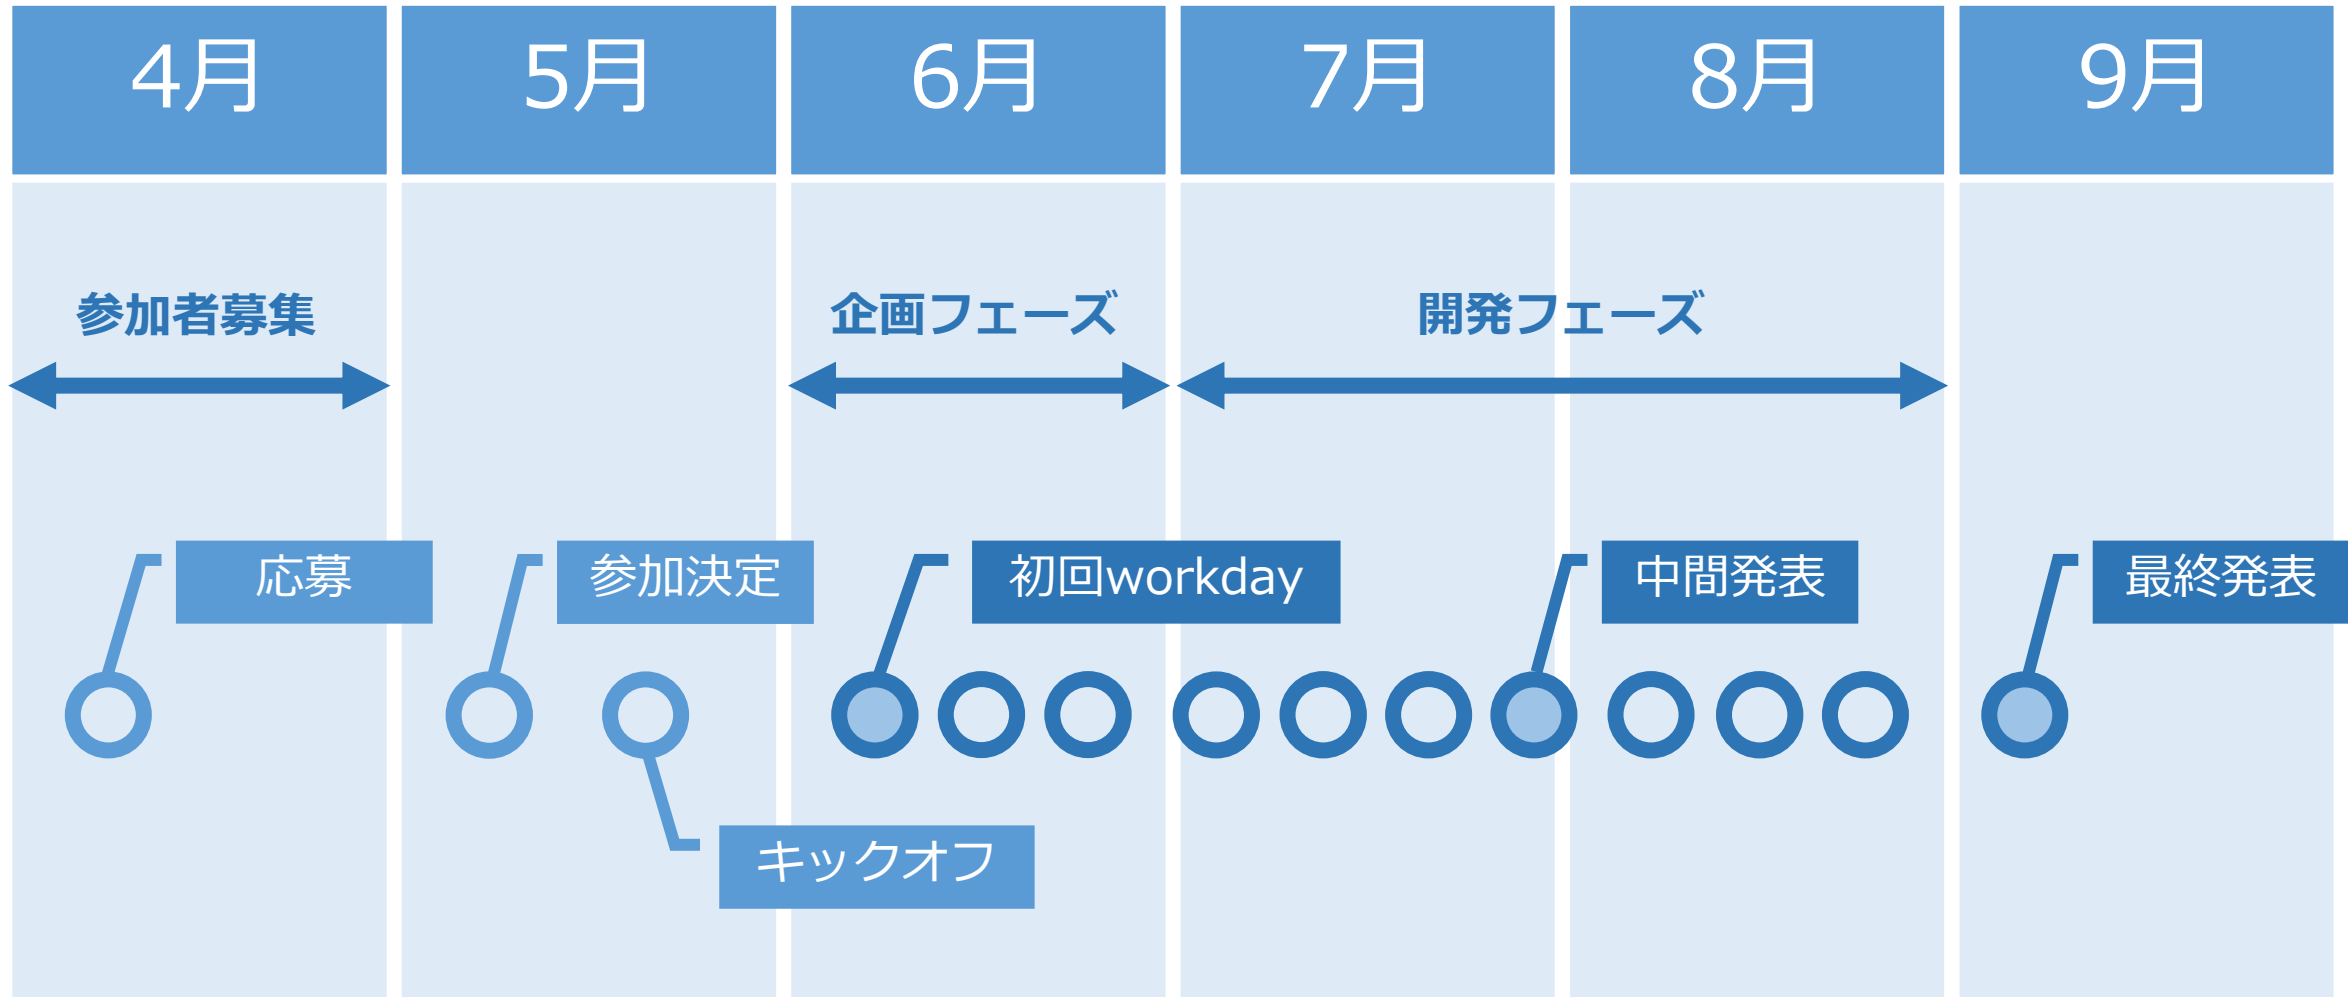 4月
5月
6月
7月
8月
9月
参加者募集
企画フェーズ
開発フェーズ
応募
参加決定
初回workday
中間発表
最終発表
キックオフ